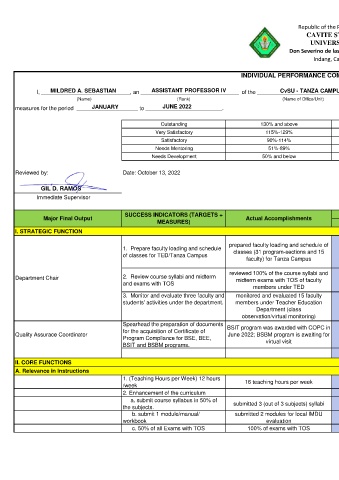 Republic of the
CAVITE S
UNIVERS
Don Severino de las
Indang, Ca
INDIVIDUAL PERFORMANCE COM
I, MILDRED A. SEBASTIAN, an ASSISTANT PROFESSOR IV of the CvSU - TANZA CAMPU
(Name) (Rank) (Name of Office/Unit)
measures for the period JANUARY to JUNE 2022.
Outstanding 130% and above
Very Satisfactory 115%-129%
Satisfactory 90%-114%
Needs Mentoring 51%-89%
Needs Development 50% and below
Reviewed by: Date: October 13, 2022
GIL D. RAMOS
Immediate Supervisor
Major Final Output SUCCESS INDICATORS (TARGETS + MEASURES) Actual Accomplishments
I. STRATEGIC FUNCTION
Department Chair
1. Prepare faculty loading and schedule
of classes for TED/Tanza Campus
prepared faculty loading and schedule of
classes (31 program-sections and 15
faculty) for Tanza Campus
2. Review course syllabi and midterm
and exams with TOS
reviewed 100% of the course syllabi and
midterm exams with TOS of faculty
members under TED
3. Monitor and evaluate three faculty and
students' activities under the department.
monitored and evaluated 15 faculty
members under Teacher Education
Department (class
observation/virtual monitoring)
Quality Assurance Coordinator
Spearhead the preparation of documents
for the acquisition of Certificate of
Program Compliance for BSE, BEE,
BSIT and BSBM programs.
BSIT program was awarded with COPC in
June 2022; BSBM program is awaiting for
virtual visit
II. CORE FUNCTIONS
A. Relevance in Instructions
1. (Teaching Hours per Week) 12 hours
/week
16 teaching hours per week
2. Enhancement of the curriculum
a. submit course syllabus in 50% of
the subjects.
submitted 3 (out of 3 subjects) syllabi
b. submit 1 module/manual/
workbook
submitted 2 modules for local IMDU
evaluation
c. 50% of all Exams with TOS
100% of exams with TOS